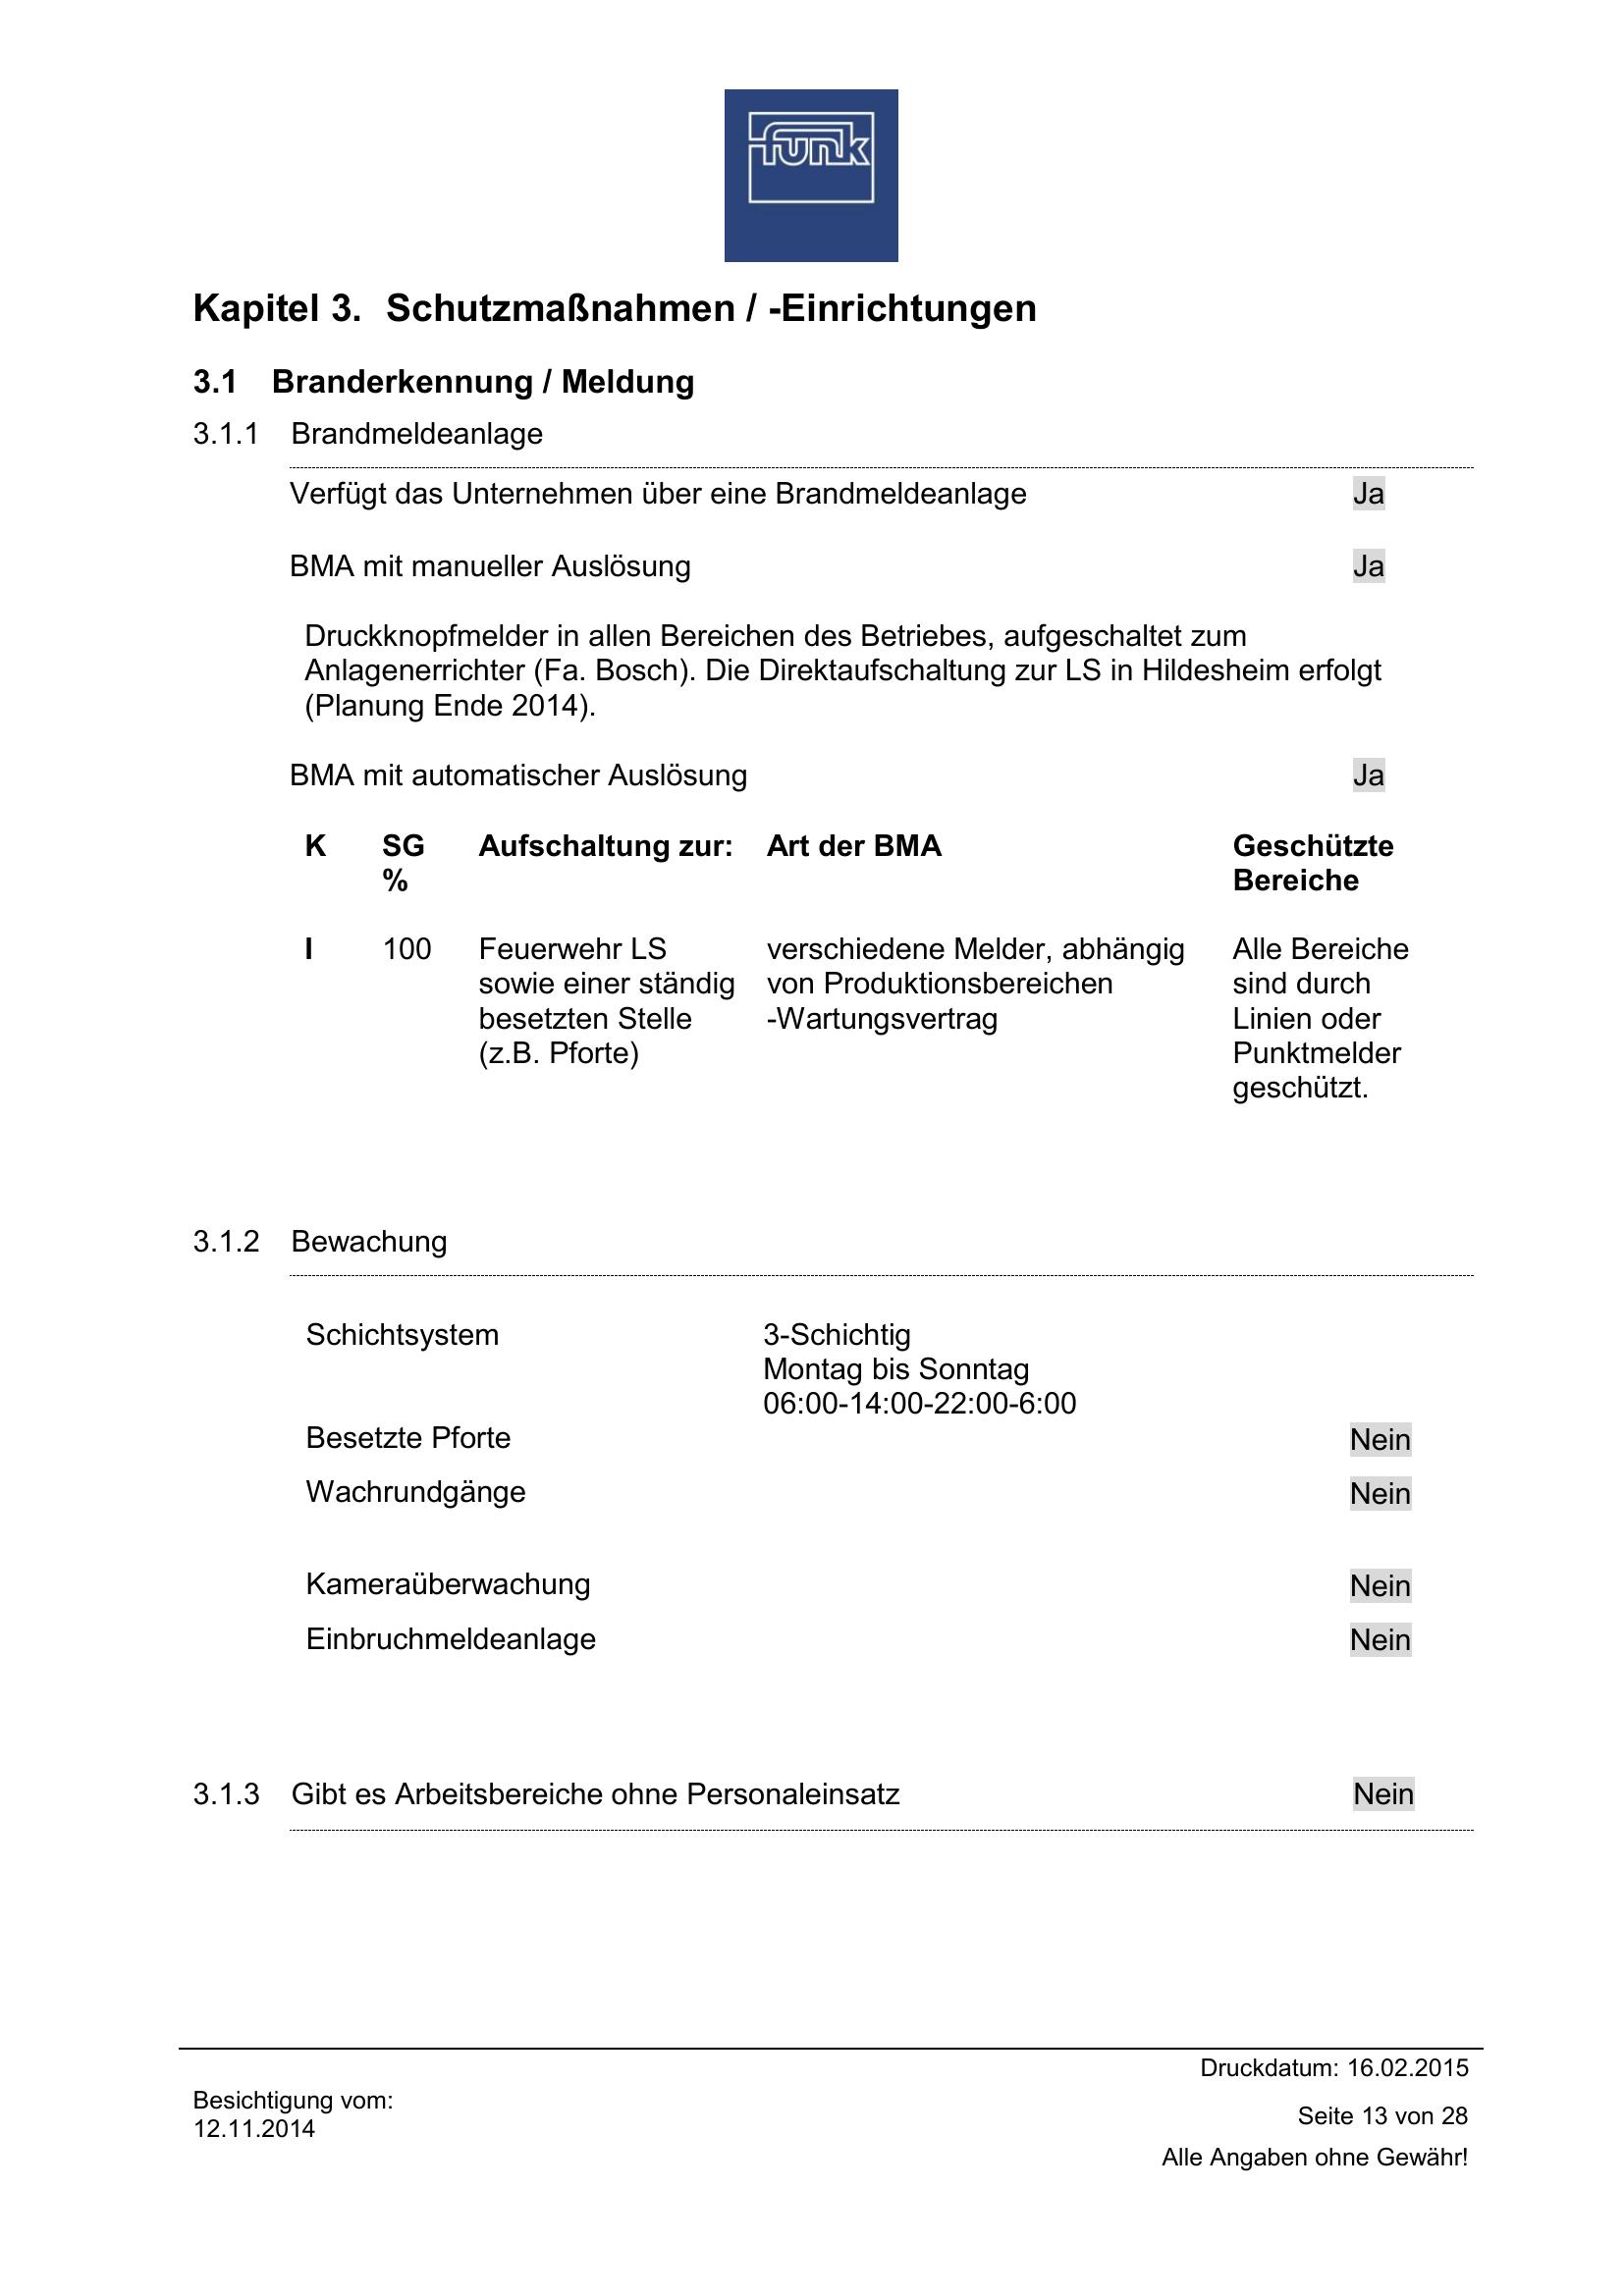 funk
Kapitel 3. Schutzmaßnahmen / -Einrichtungen
3.1 Branderkennung / Meldung
3.1.1 Brandmeldeanlage
Verfügt das Unternehmen über eine Brandmeldeanlage Ja
BMA mit manueller Auslösung Ja
Druckknopfmelder in allen Bereichen des Betriebes, aufgeschaltet zum
Anlagenerrichter (Fa. Bosch). Die Direktaufschaltung zur LS in Hildesheim erfolgt
(Planung Ende 2014).
BMA mit automatischer Auslösung Ja
K SG Aufschaltung zur: Art der BMA Geschützte
% Bereiche
I 100 Feuerwehr LS verschiedene Melder, abhängig Alle Bereiche
sowie einer ständig von Produktionsbereichen sind durch
besetzten Stelle -Wartungsvertrag Linien oder
(z.B. Pforte) Punktmelder
geschützt.
3.1.2 Bewachung
Schichtsystem 3-Schichtig
Montag bis Sonntag
06:00-14:00-22:00-6:00
Besetzte Pforte Nein
Wachrundgänge Nein
Kameraüberwachung Nein
Einbruchmeldeanlage Nein
3.1.3 Gibt es Arbeitsbereiche ohne Personaleinsatz Nein
Druckdatum: 16.02.2015
Besichtigung vom:
12.11.2014
Seite 13 von 28
Alle Angaben ohne Gewähr!